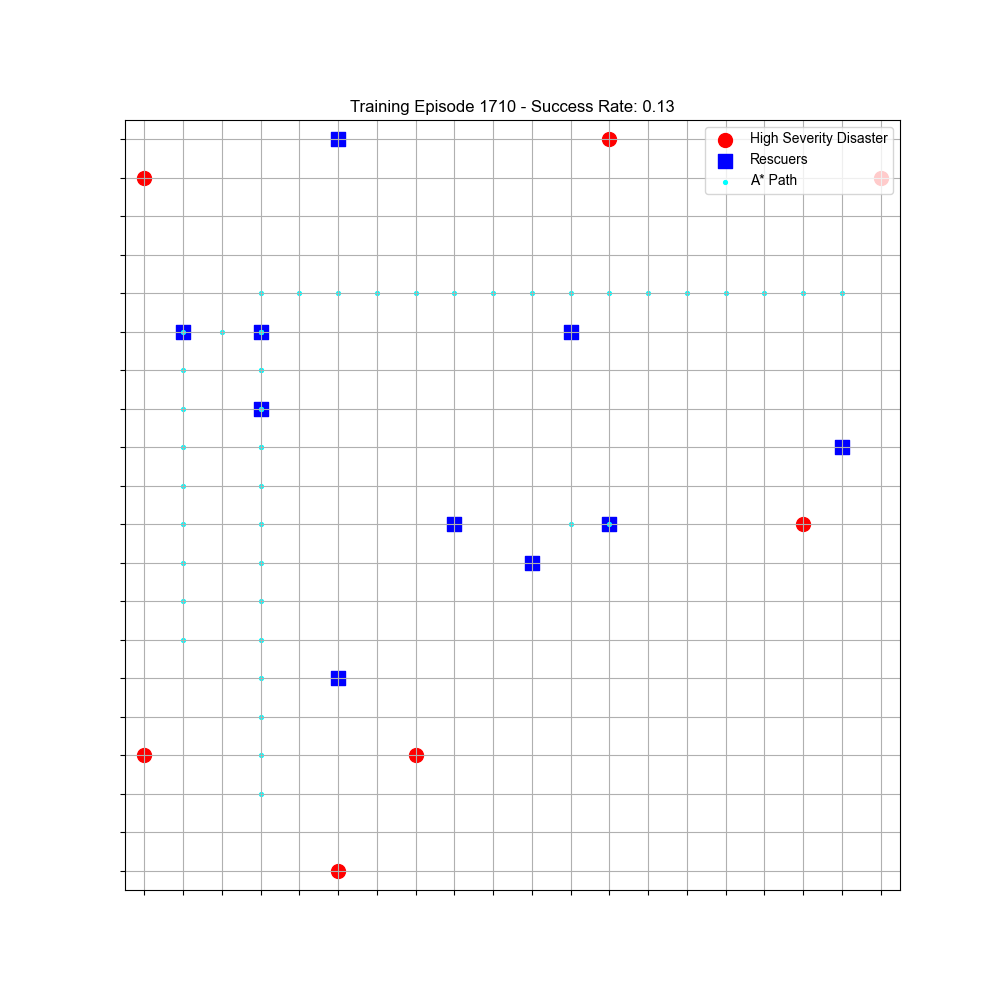 Training Episode 1710 - Success Rate: 0.13
High Severity Disaster
Rescuers
A* Path